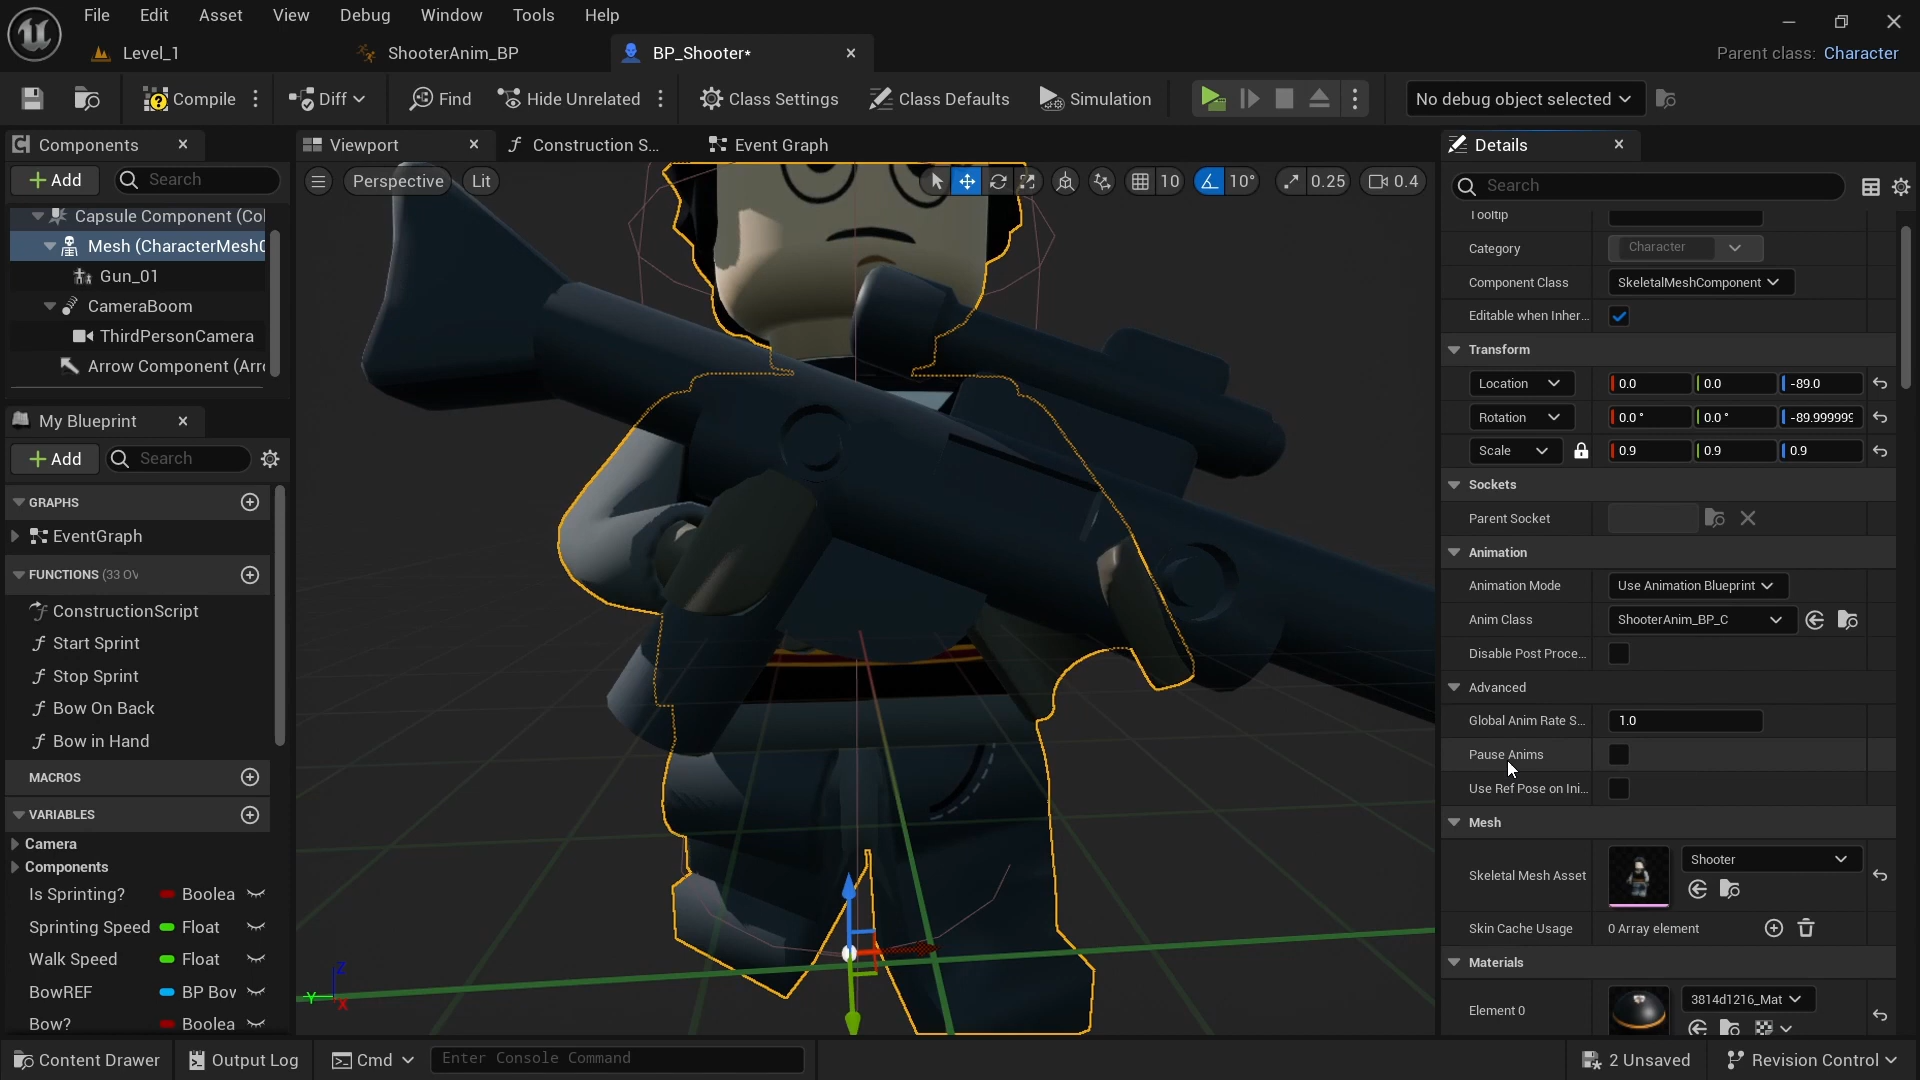 File Edit Asset View Debug Window Tools Help
Level_1 ShooterAnim_BP BP_Shooter*
Parent class: Character
Compile Diff Find Hide Unrelated Class Settings Class Defaults Simulation No debug object selected
Components
Add Search
Capsule Component (Col
Mesh (CharacterMesh0
Gun_01
CameraBoom
ThirdPersonCamera
Arrow Component (Arro
My Blueprint
Add Search
GRAPHS
EventGraph
FUNCTIONS (33 OV
ConstructionScript
Start Sprint
Stop Sprint
Bow On Back
Bow in Hand
MACROS
VARIABLES
Camera
Components
Is Sprinting? Boolea
Sprinting Speed Float
Walk Speed Float
BowREF BP Bow
Bow? Boolea
Viewport Construction S... Event Graph
Perspective Lit 10 10° 0.25 0.4
Z
Y
X
Details
Search
Tooltip
Category Character
Component Class SkeletalMeshComponent
Editable when Inher...
Transform
Location 0.0 0.0 -89.0
Rotation 0.0 ° 0.0 ° -89.999999
Scale 0.9 0.9 0.9
Sockets
Parent Socket
Animation
Animation Mode Use Animation Blueprint
Anim Class ShooterAnim_BP_C
Disable Post Proce...
Advanced
Global Anim Rate S... 1.0
Pause Anims
Use Ref Pose on Ini...
Mesh
Skeletal Mesh Asset Shooter
Skin Cache Usage 0 Array element
Materials
Element 0 3814d1216_Mat
Content Drawer Output Log Cmd Enter Console Command 2 Unsaved Revision Control